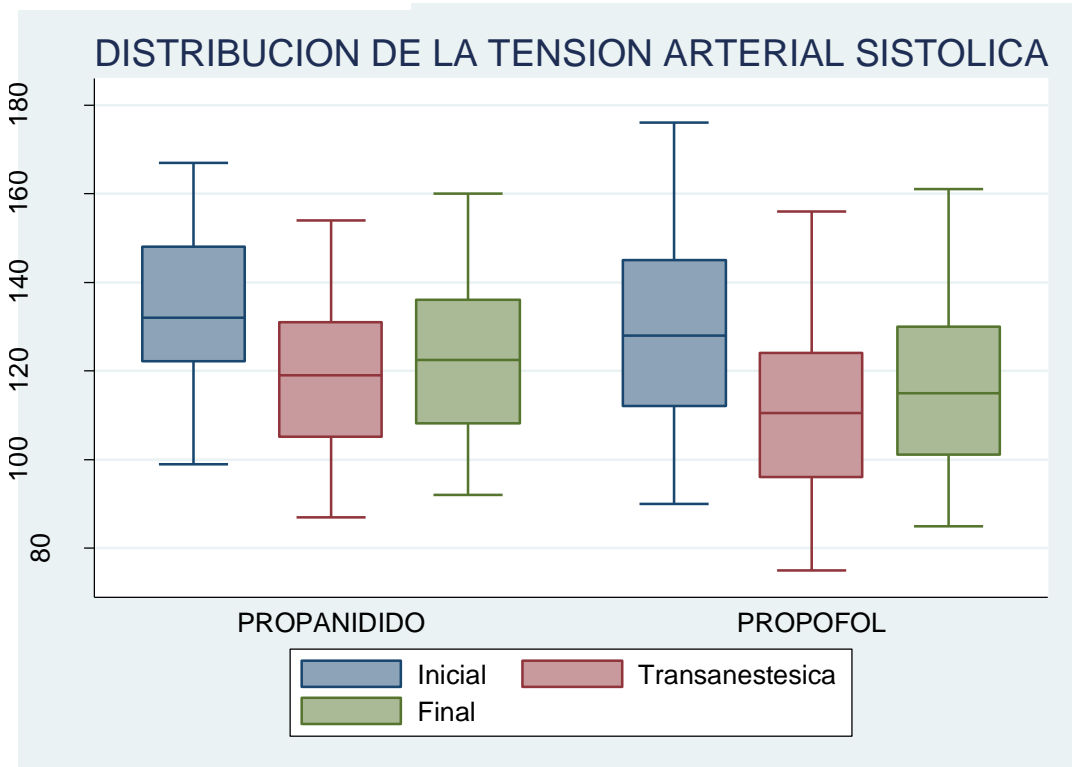 DISTRIBUCION DE LA TENSION ARTERIAL SISTOLICA
180
160
140
120
100
80
PROPANIDIDO PROPOFOL
Inicial Transanestesica
Final